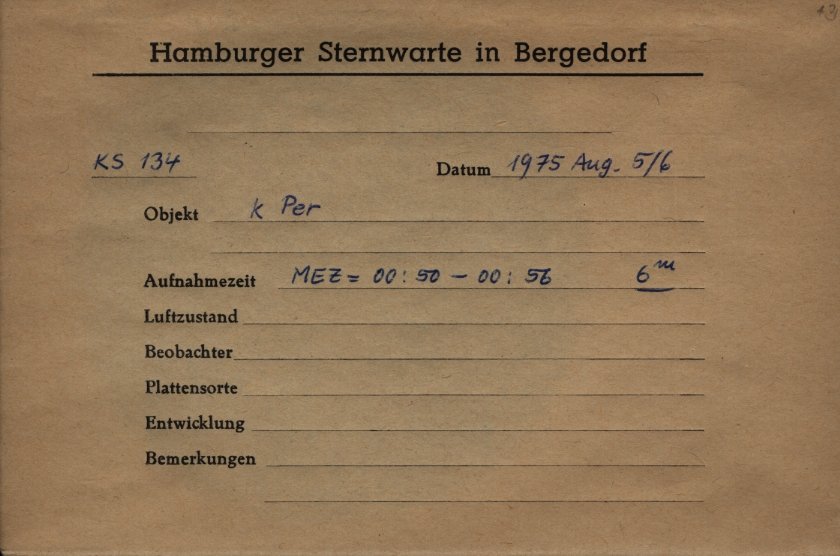 Hamburger Sternwarte in Bergedorf
KS 134 Datum 1975 Aug. 5/6
Objekt k Per
Aufnahmezeit MEZ = 00:50 - 00:56 6ᵐ
Luftzustand
Beobachter
Plattensorte
Entwicklung
Bemerkungen